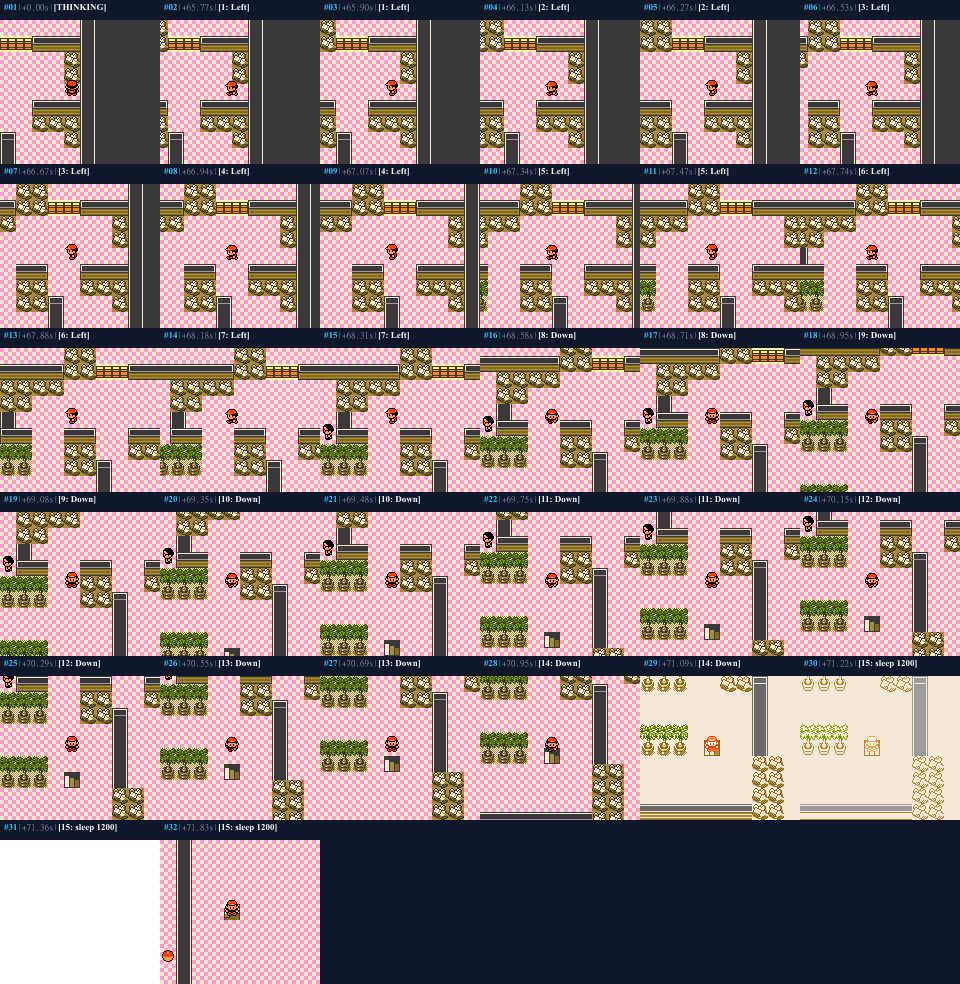 #01|+0.00s|[THINKING]
#02|+65.77s|[1: Left]
#03|+65.90s|[1: Left]
#04|+66.13s|[2: Left]
#05|+66.27s|[2: Left]
#06|+66.53s|[3: Left]
#07|+66.67s|[3: Left]
#08|+66.94s|[4: Left]
#09|+67.07s|[4: Left]
#10|+67.34s|[5: Left]
#11|+67.47s|[5: Left]
#12|+67.74s|[6: Left]
#13|+67.88s|[6: Left]
#14|+68.18s|[7: Left]
#15|+68.31s|[7: Left]
#16|+68.58s|[8: Down]
#17|+68.71s|[8: Down]
#18|+68.95s|[9: Down]
#19|+69.08s|[9: Down]
#20|+69.35s|[10: Down]
#21|+69.48s|[10: Down]
#22|+69.75s|[11: Down]
#23|+69.88s|[11: Down]
#24|+70.15s|[12: Down]
#25|+70.29s|[12: Down]
#26|+70.55s|[13: Down]
#27|+70.69s|[13: Down]
#28|+70.95s|[14: Down]
#29|+71.09s|[14: Down]
#30|+71.22s|[15: sleep 1200]
#31|+71.36s|[15: sleep 1200]
#32|+71.83s|[15: sleep 1200]